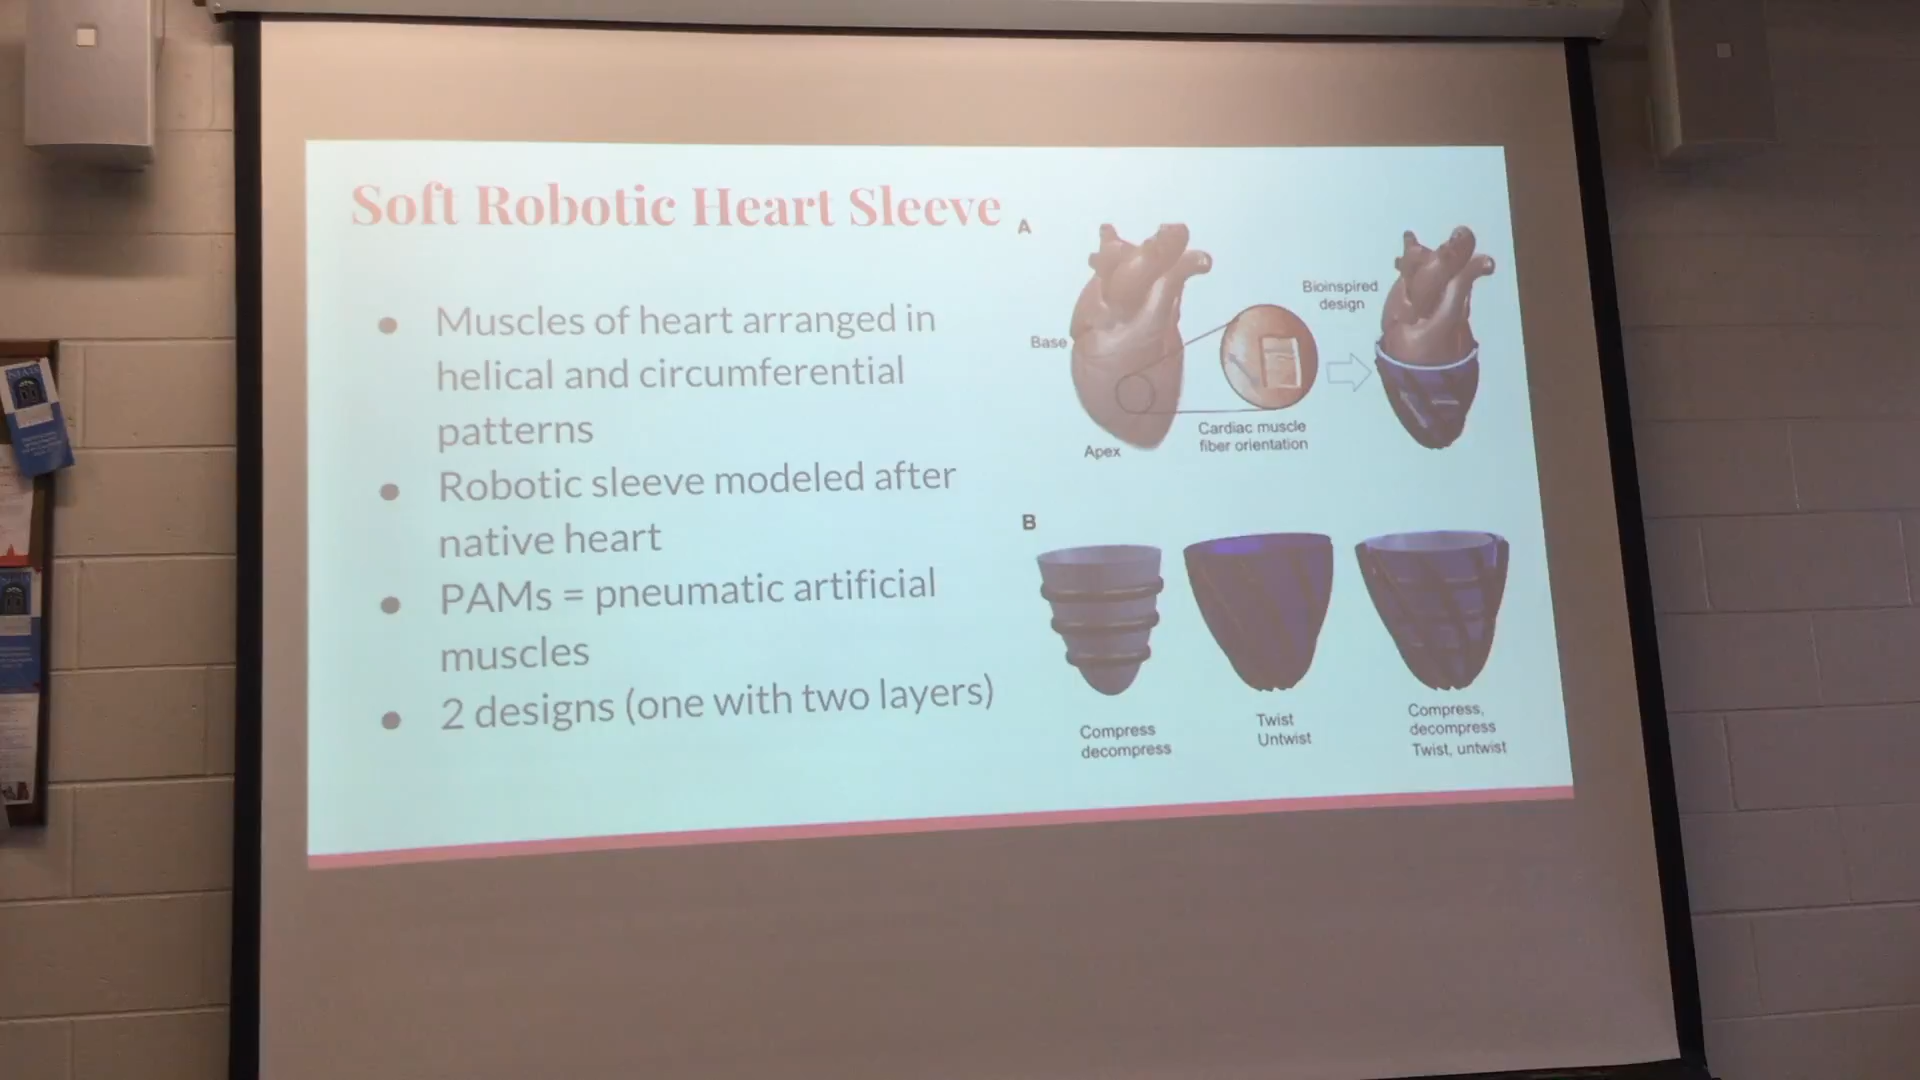 Soft Robotic Heart Sleeve
● Muscles of heart arranged in
helical and circumferential
patterns
● Robotic sleeve modeled after
native heart
● PAMs = pneumatic artificial
muscles
● 2 designs (one with two layers)
A
Base
Apex
Cardiac muscle
fiber orientation
Bioinspired
design
B
Compress
decompress
Twist
Untwist
Compress,
decompress
Twist, untwist